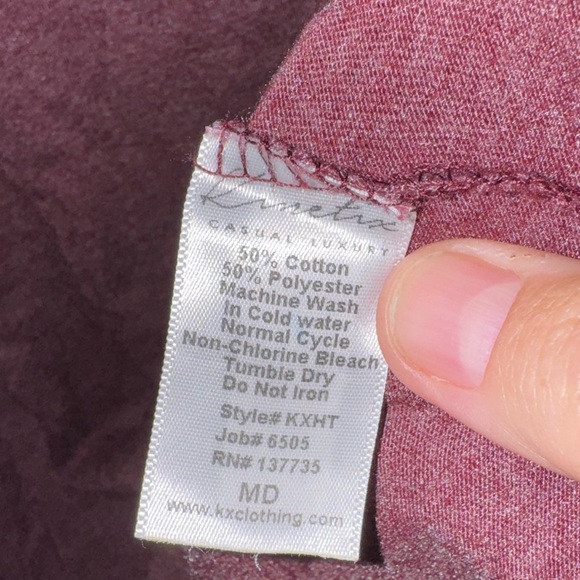 Kinetix
CASUAL LUXURY
50% Cotton
50% Polyester
Machine Wash
In Cold water
Normal Cycle
Non-Chlorine Bleach
Tumble Dry
Do Not Iron
Style# KXHT
Job# 6505
RN# 137735
MD
www.kxclothing.com